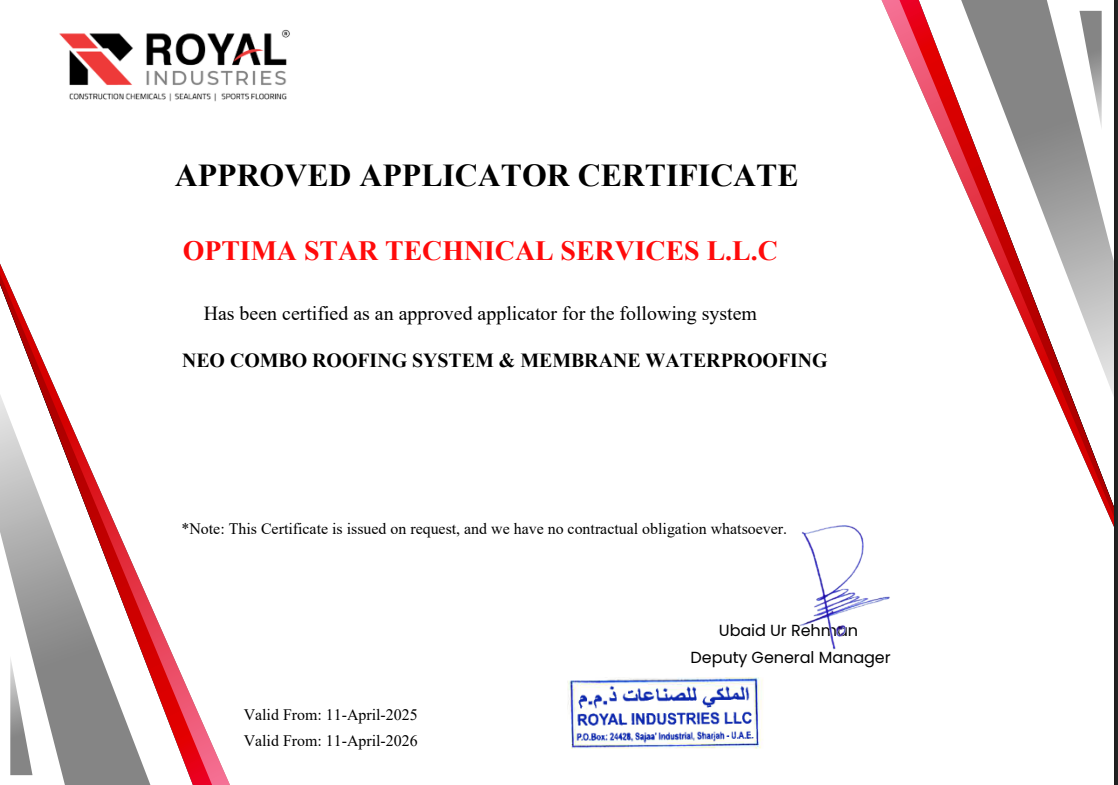 ROYAL®
INDUSTRIES
CONSTRUCTION CHEMICALS | SEALANTS | SPORTS FLOORING
APPROVED APPLICATOR CERTIFICATE
OPTIMA STAR TECHNICAL SERVICES L.L.C
Has been certified as an approved applicator for the following system
NEO COMBO ROOFING SYSTEM & MEMBRANE WATERPROOFING
*Note: This Certificate is issued on request, and we have no contractual obligation whatsoever.
Ubaid Ur Rehman
Deputy General Manager
الملكي للصناعات ذ.م.م
ROYAL INDUSTRIES LLC
P.O.Box: 24428, Sajaa' Industrial, Sharjah - U.A.E.
Valid From: 11-April-2025
Valid From: 11-April-2026